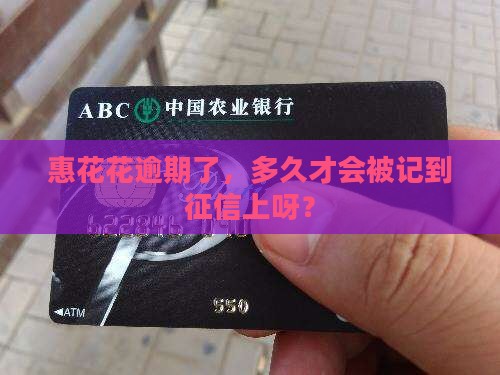 ABC 中国农业银行
惠花花逾期了，多久才会被记到
征信上呀？
622846
◀ATM
550